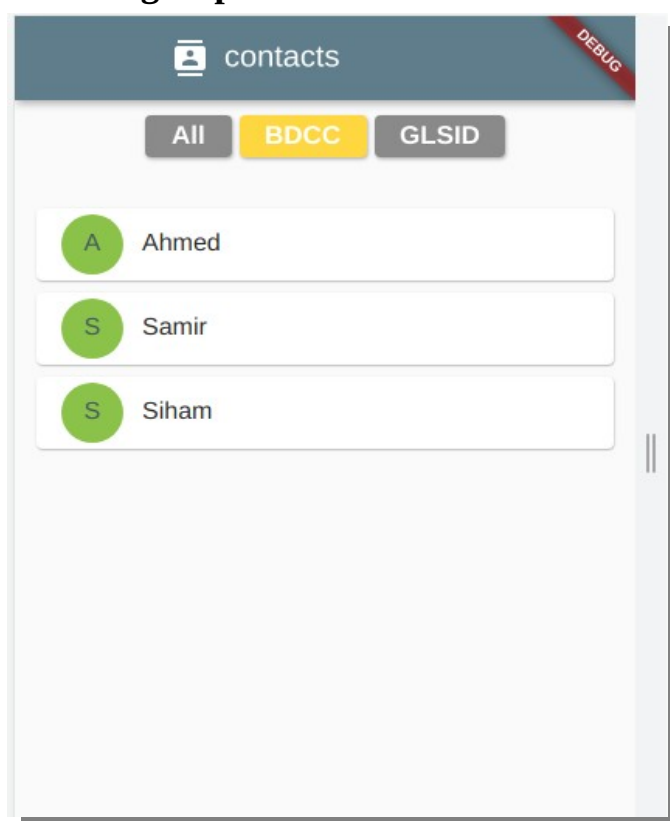 contacts
DEBUG
All BDCC GLSID
A Ahmed
S Samir
S Siham